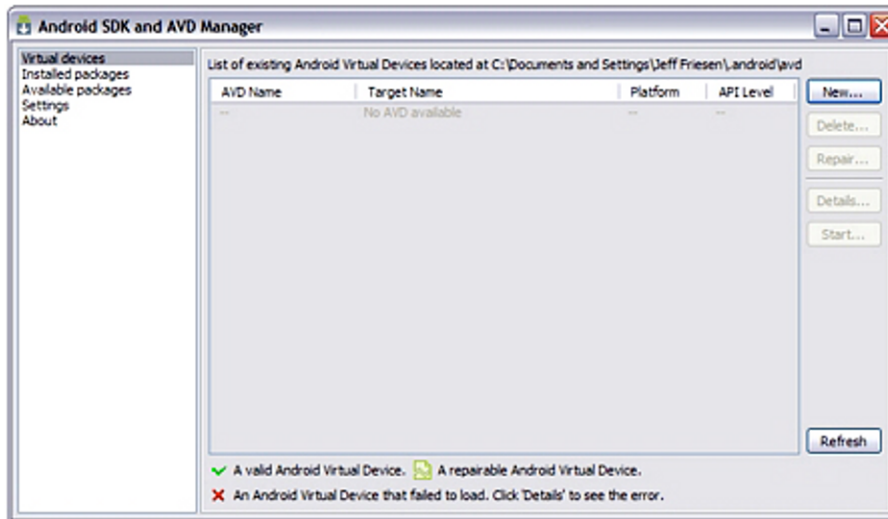 Android SDK and AVD Manager
Virtual devices
Installed packages
Available packages
Settings
About
List of existing Android Virtual Devices located at C:\Documents and Settings\Jeff Friesen\.android\avd
AVD Name Target Name Platform API Level
-- No AVD available -- --
New...
Delete...
Repair...
Details...
Start...
Refresh
A valid Android Virtual Device. A repairable Android Virtual Device.
An Android Virtual Device that failed to load. Click 'Details' to see the error.